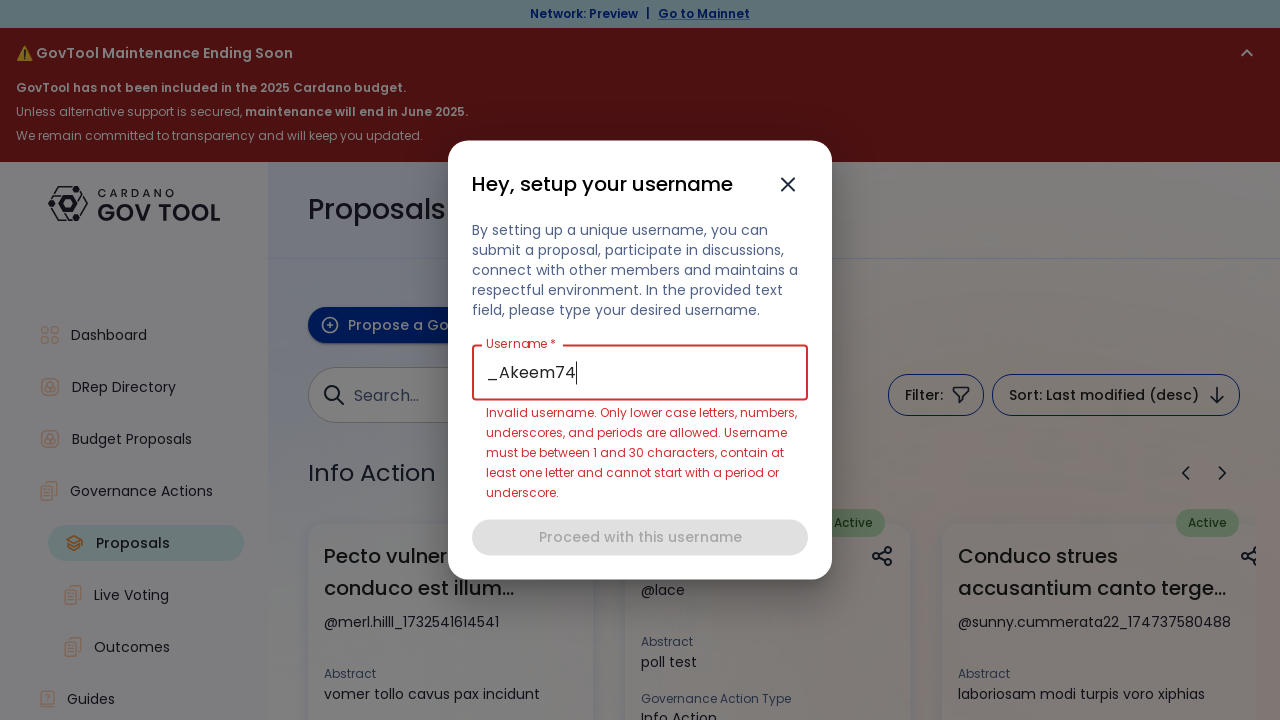 Network: Preview | Go to Mainnet
⚠️ GovTool Maintenance Ending Soon
GovTool has not been included in the 2025 Cardano budget.
Unless alternative support is secured, maintenance will end in June 2025.
We remain committed to transparency and will keep you updated.
CARDANO
GOV TOOL
Dashboard
DRep Directory
Budget Proposals
Governance Actions
Proposals
Live Voting
Outcomes
Guides
Proposals
Propose a Go
Search...
Filter:
Sort: Last modified (desc)
Info Action
Hey, setup your username
By setting up a unique username, you can
submit a proposal, participate in discussions,
connect with other members and maintains a
respectful environment. In the provided text
field, please type your desired username.
Username *
_Akeem74
Invalid username. Only lower case letters, numbers,
underscores, and periods are allowed. Username
must be between 1 and 30 characters, contain at
least one letter and cannot start with a period or
underscore.
Proceed with this username
Pecto vulner
conduco est illum...
@merl.hilll_1732541614541
Abstract
vomer tollo cavus pax incidunt
Active
@lace
Abstract
poll test
Governance Action Type
Info Action
Active
Conduco strues
accusantium canto terge...
@sunny.cummerata22_174737580488
Abstract
laboriosam modi turpis voro xiphias